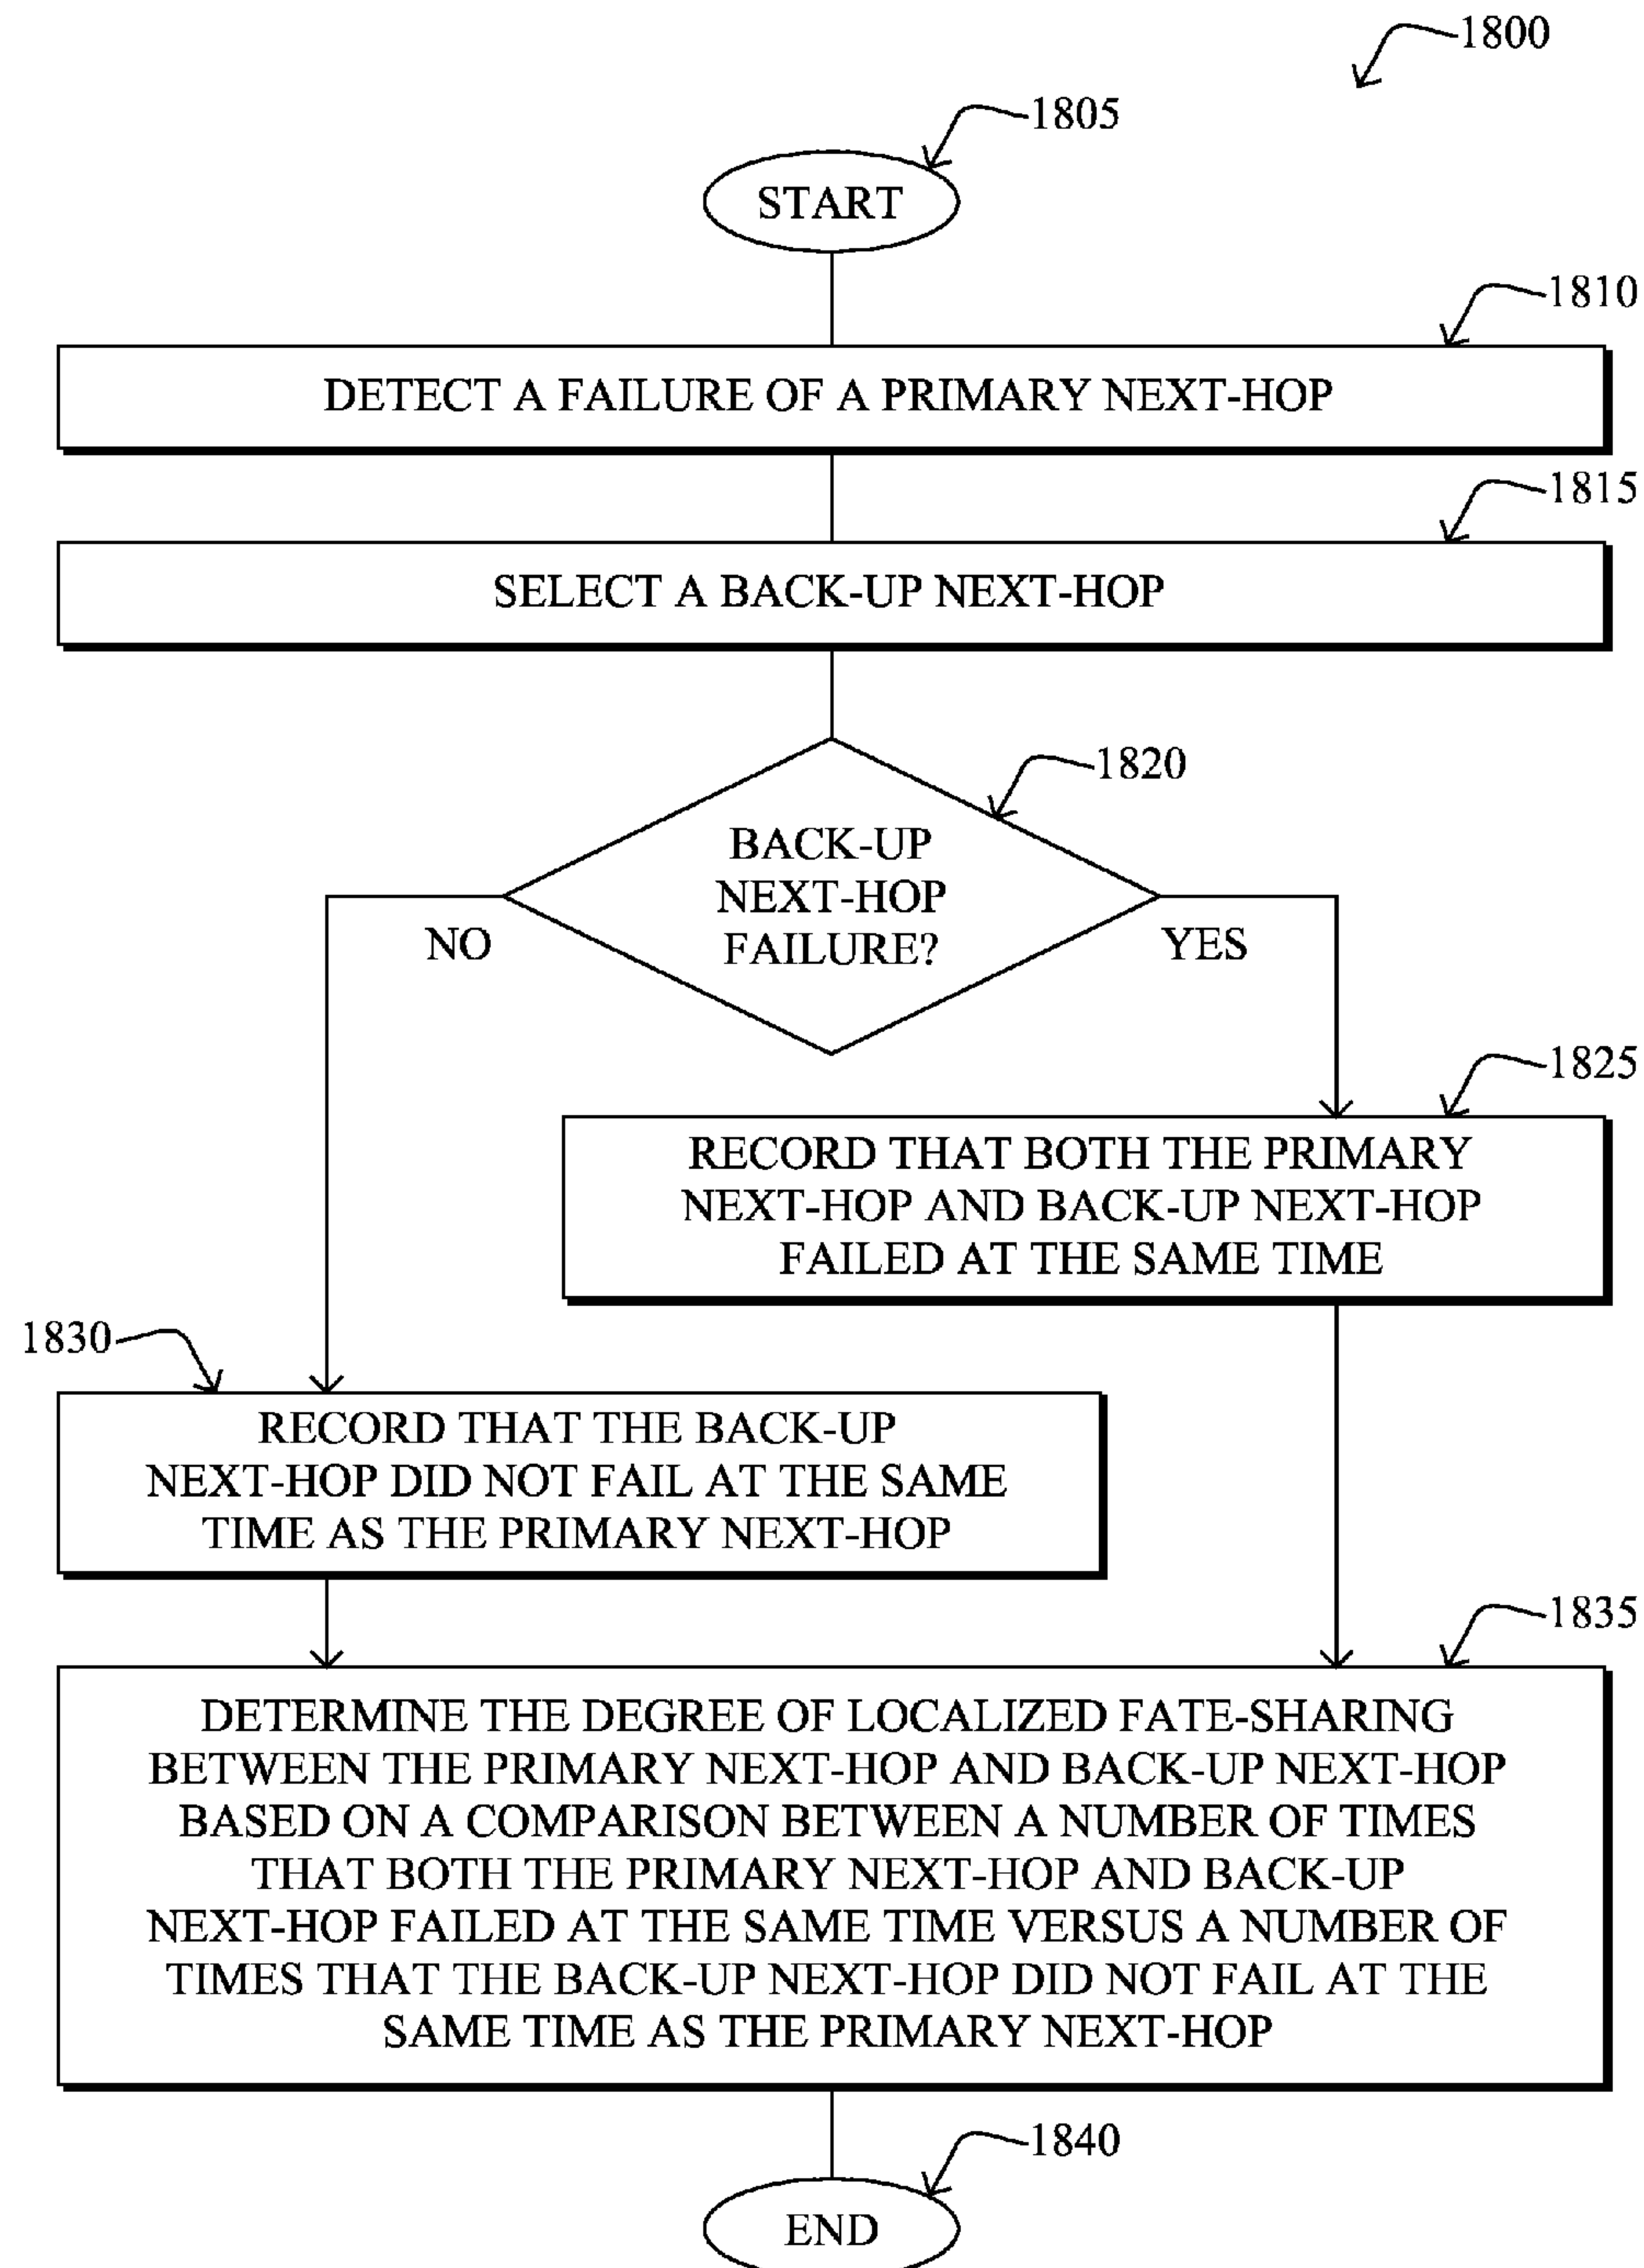 1800
1805
START
1810
DETECT A FAILURE OF A PRIMARY NEXT-HOP
1815
SELECT A BACK-UP NEXT-HOP
1820
BACK-UP
NEXT-HOP
FAILURE?
NO
YES
1825
RECORD THAT BOTH THE PRIMARY
NEXT-HOP AND BACK-UP NEXT-HOP
FAILED AT THE SAME TIME
1830
RECORD THAT THE BACK-UP
NEXT-HOP DID NOT FAIL AT THE SAME
TIME AS THE PRIMARY NEXT-HOP
1835
DETERMINE THE DEGREE OF LOCALIZED FATE-SHARING
BETWEEN THE PRIMARY NEXT-HOP AND BACK-UP NEXT-HOP
BASED ON A COMPARISON BETWEEN A NUMBER OF TIMES
THAT BOTH THE PRIMARY NEXT-HOP AND BACK-UP
NEXT-HOP FAILED AT THE SAME TIME VERSUS A NUMBER OF
TIMES THAT THE BACK-UP NEXT-HOP DID NOT FAIL AT THE
SAME TIME AS THE PRIMARY NEXT-HOP
1840
END